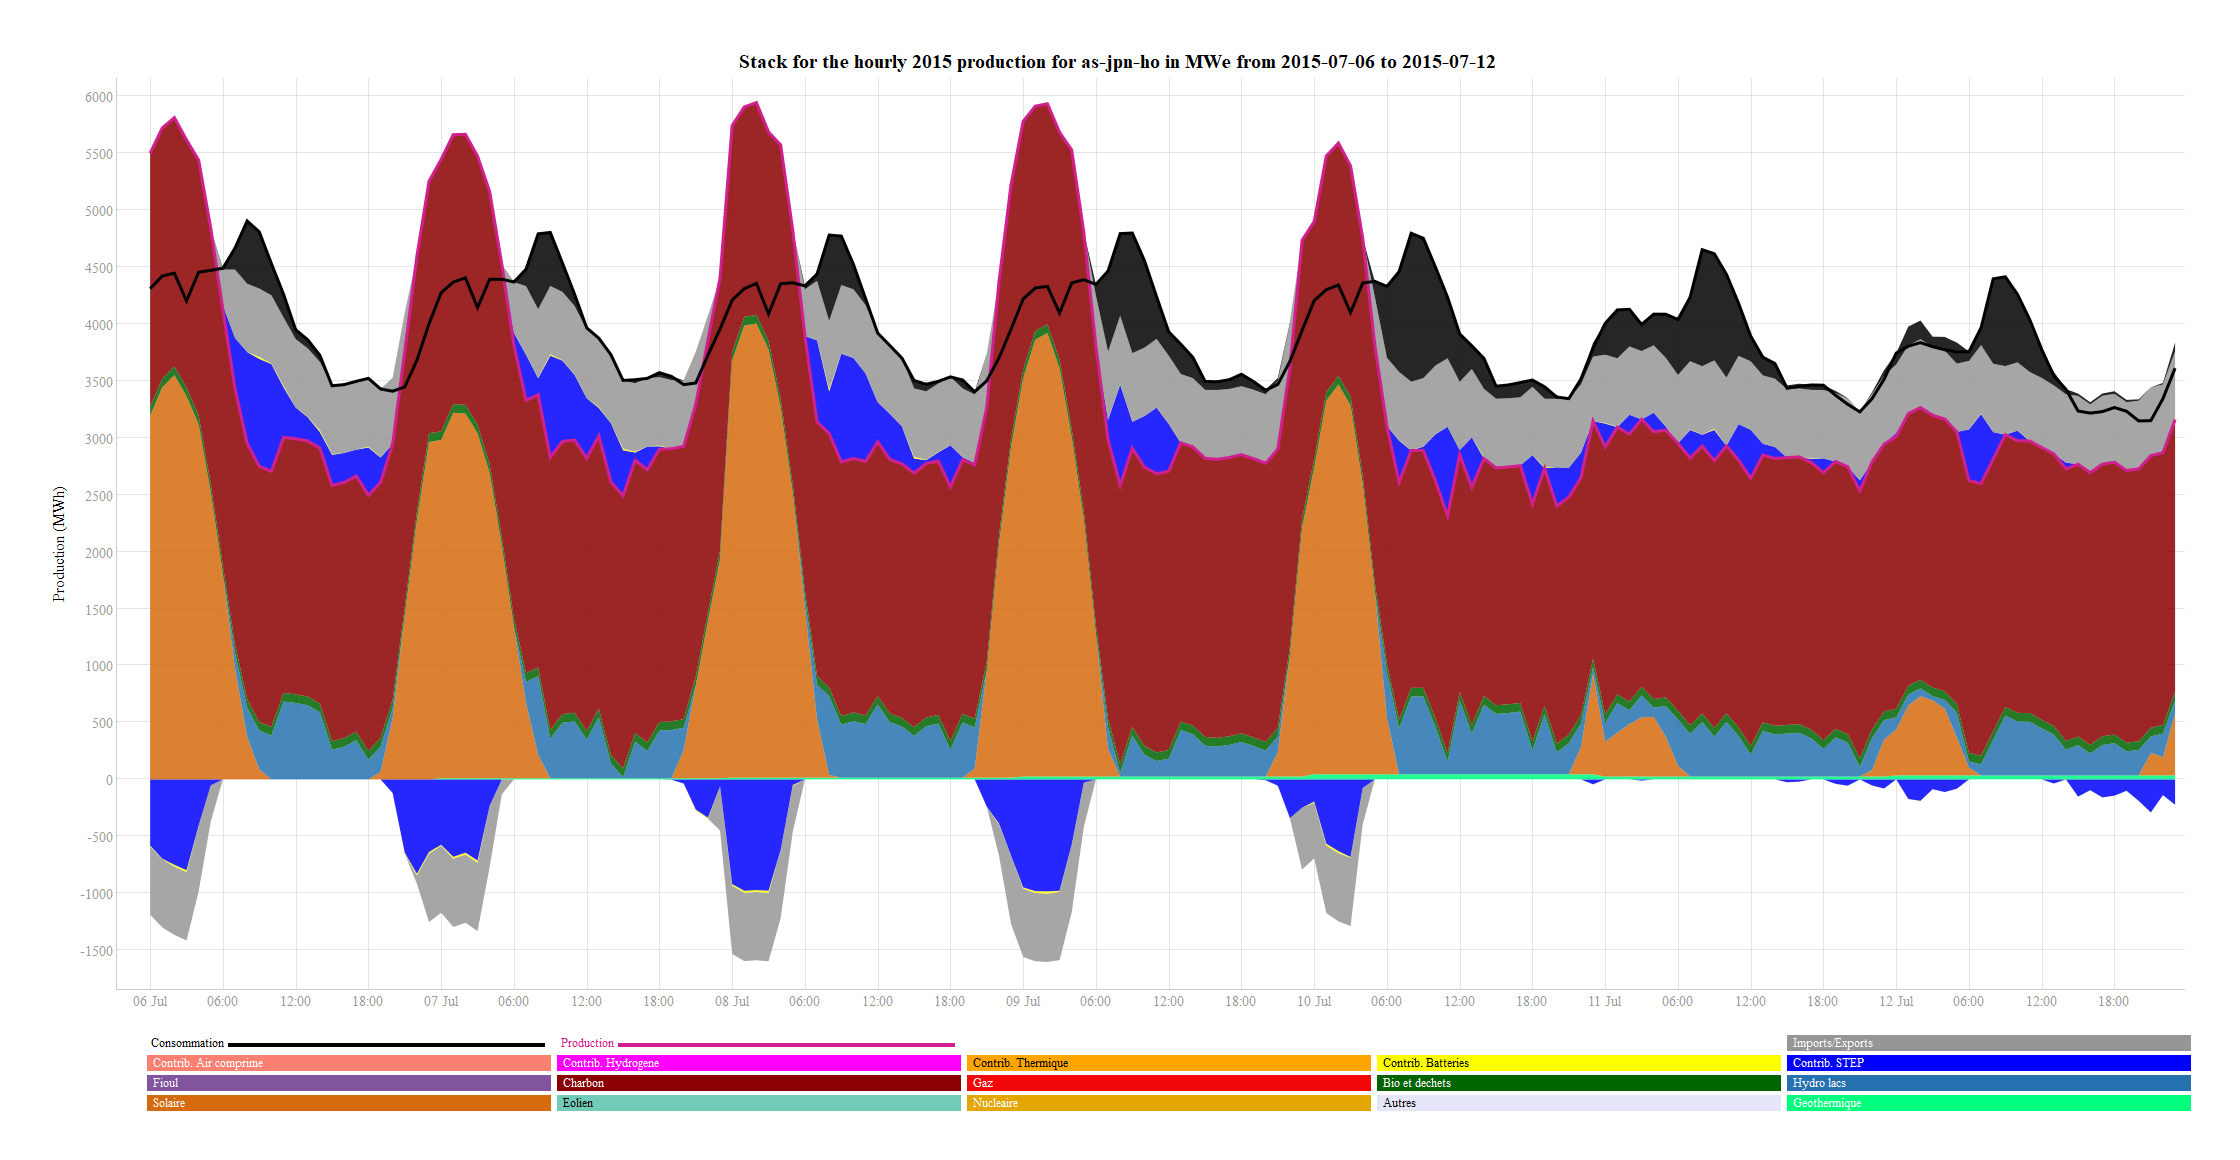 Stack for the hourly 2015 production for as-jpn-ho in MWe from 2015-07-06 to 2015-07-12
Production (MWh)
6000
5500
5000
4500
4000
3500
3000
2500
2000
1500
1000
500
0
-500
-1000
-1500
06 Jul 06:00 12:00 18:00 07 Jul 06:00 12:00 18:00 08 Jul 06:00 12:00 18:00 09 Jul 06:00 12:00 18:00 10 Jul 06:00 12:00 18:00 11 Jul 06:00 12:00 18:00 12 Jul 06:00 12:00 18:00
Consommation Production Imports/Exports
Contrib. Air comprime Contrib. Hydrogene Contrib. Thermique Contrib. Batteries Contrib. STEP
Fioul Charbon Gaz Bio et dechets Hydro lacs
Solaire Eolien Nucleaire Autres Geothermique